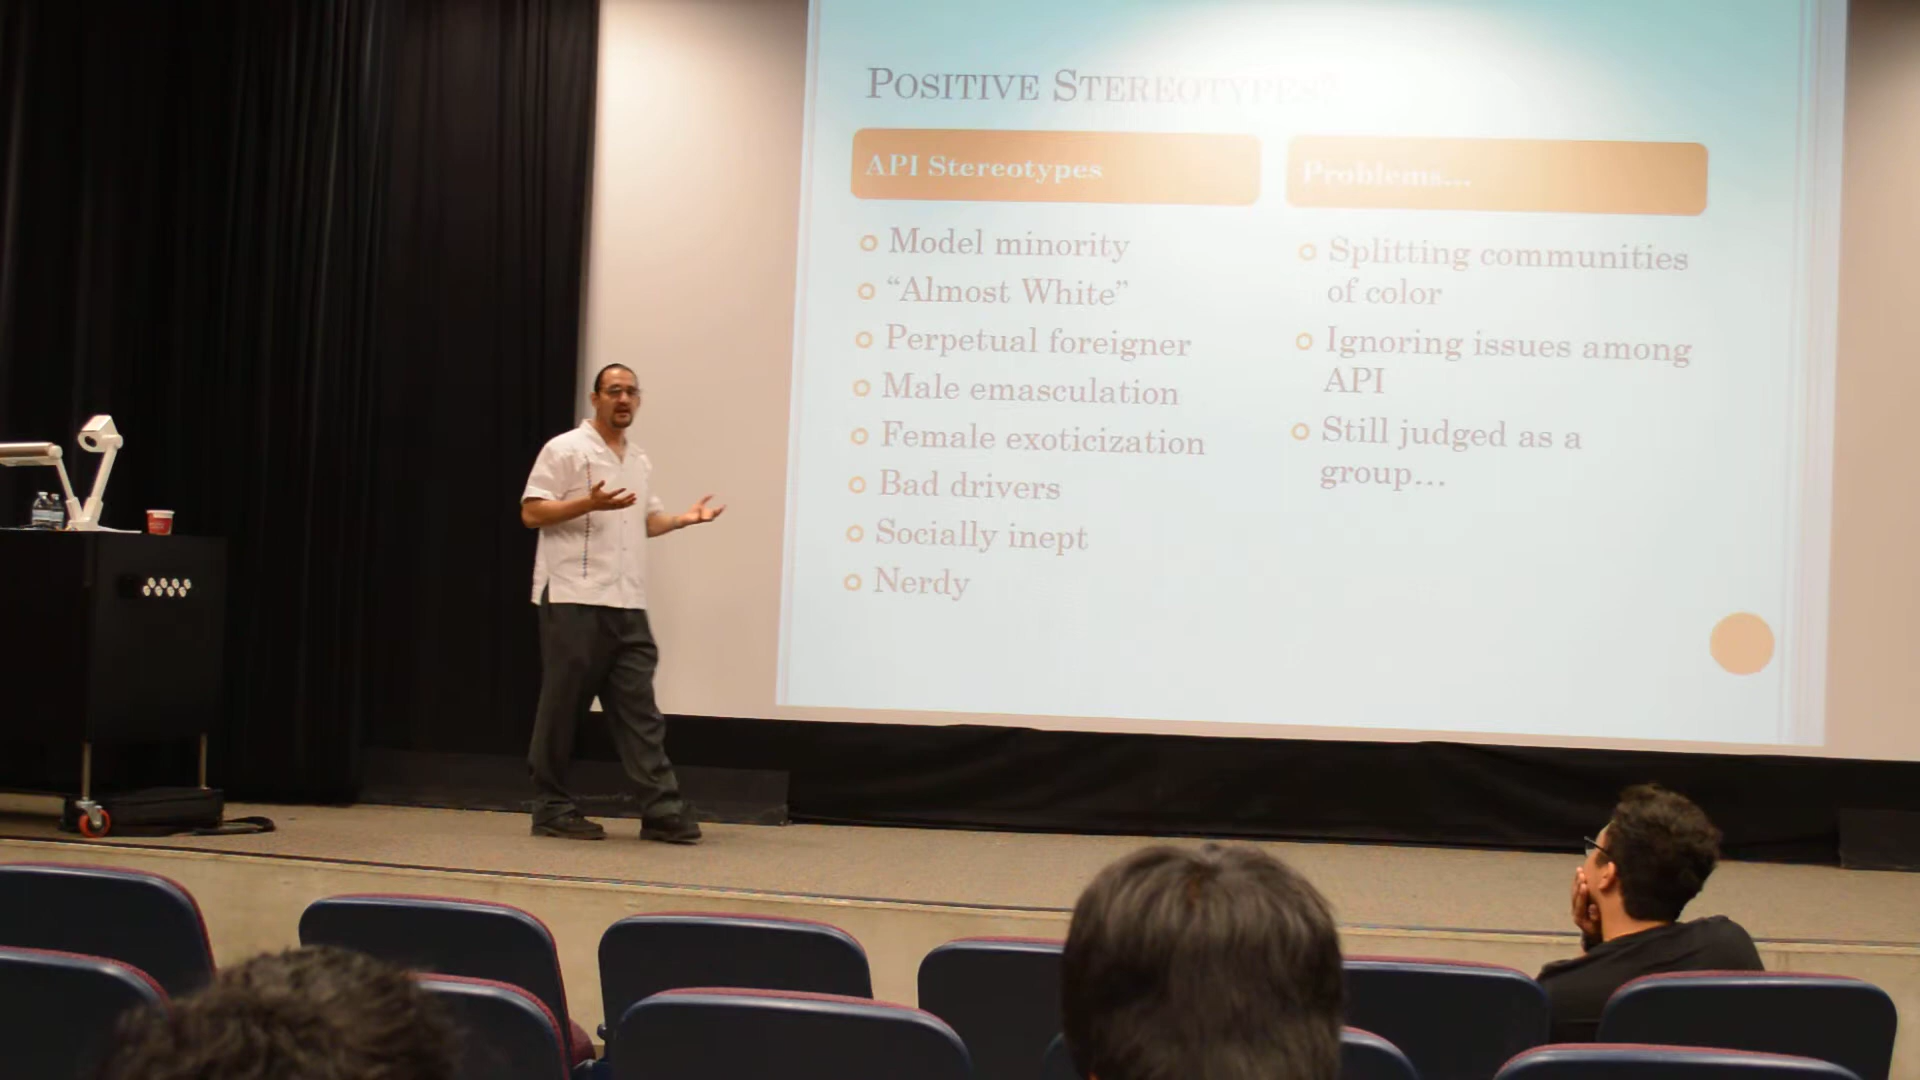 POSITIVE STEREOTYPES?
API Stereotypes
Model minority
“Almost White”
Perpetual foreigner
Male emasculation
Female exoticization
Bad drivers
Socially inept
Nerdy
Problems...
Splitting communities
of color
Ignoring issues among
API
Still judged as a
group...